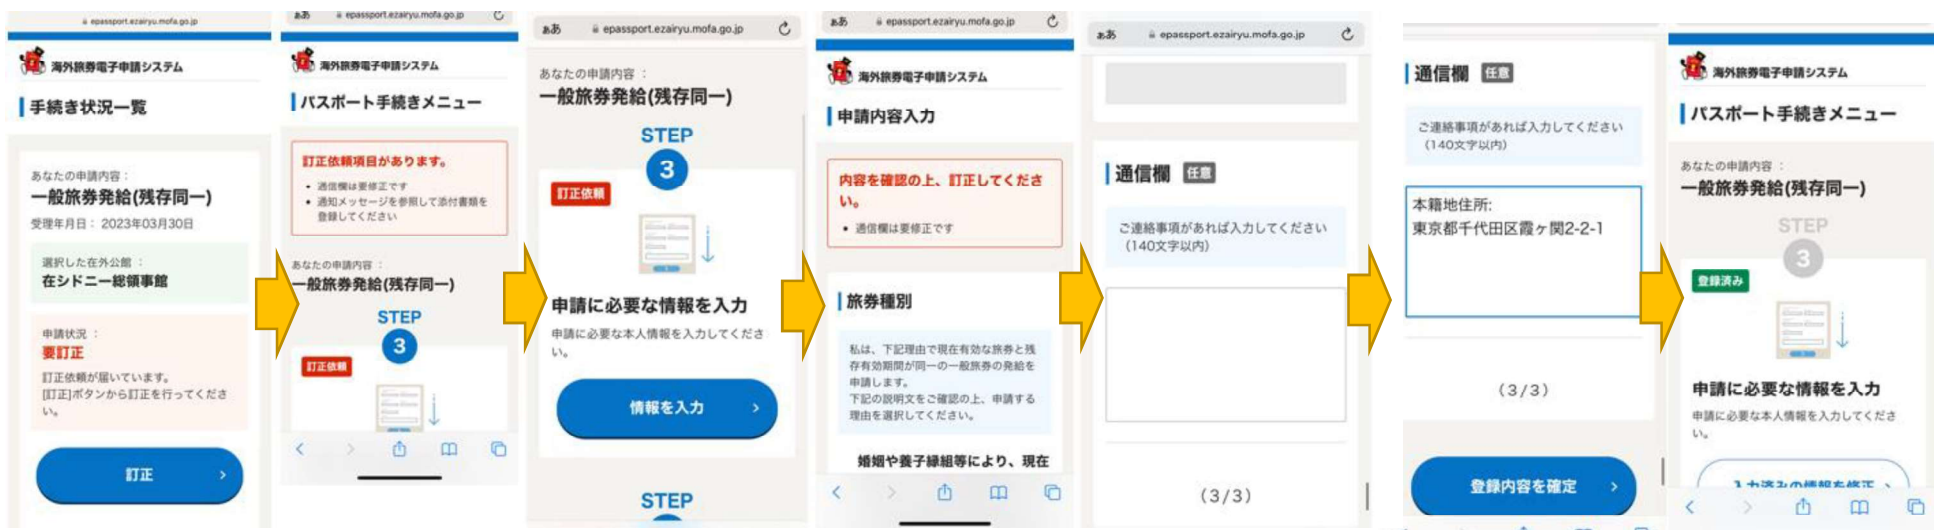 epassport.ezairyu.mofa.go.jp
海外旅券電子申請システム
手続き状況一覧
あなたの申請内容：
一般旅券発給(残存同一)
受理年月日： 2023年03月30日
選択した在外公館：
在シドニー総領事館
申請状況：
要訂正
訂正依頼が届いています。
[訂正]ボタンから訂正を行ってくださ
い。
訂正
ぁあ epassport.ezairyu.mofa.go.jp
海外旅券電子申請システム
パスポート手続きメニュー
訂正依頼項目があります。
• 通信欄は要修正です
• 通知メッセージを参照して添付書類を
登録してください
あなたの申請内容：
一般旅券発給(残存同一)
STEP
3
訂正依頼
ぁあ epassport.ezairyu.mofa.go.jp
あなたの申請内容：
一般旅券発給(残存同一)
STEP
3
訂正依頼
申請に必要な情報を入力
申請に必要な本人情報を入力してくださ
い。
情報を入力
STEP
ぁあ epassport.ezairyu.mofa.go.jp
海外旅券電子申請システム
申請内容入力
内容を確認の上、訂正してくださ
い。
• 通信欄は要修正です
旅券種別
私は、下記理由で現在有効な旅券と残
存有効期間が同一の一般旅券の発給を
申請します。
下記の説明文をご確認の上、申請する
理由を選択してください。
婚姻や養子縁組等により、現在
ぁあ epassport.ezairyu.mofa.go.jp
通信欄 任意
ご連絡事項があれば入力してください
（140文字以内）
（3/3）
通信欄 任意
ご連絡事項があれば入力してください
（140文字以内）
本籍地住所:
東京都千代田区霞ヶ関2-2-1
（3/3）
登録内容を確定
海外旅券電子申請システム
パスポート手続きメニュー
あなたの申請内容：
一般旅券発給(残存同一)
STEP
3
登録済み
申請に必要な情報を入力
申請に必要な本人情報を入力してくださ
い。
入力済みの情報を修正